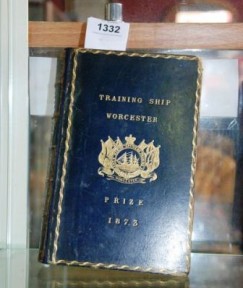 1332
TRAINING SHIP
WORCESTER
PRIZE
1873